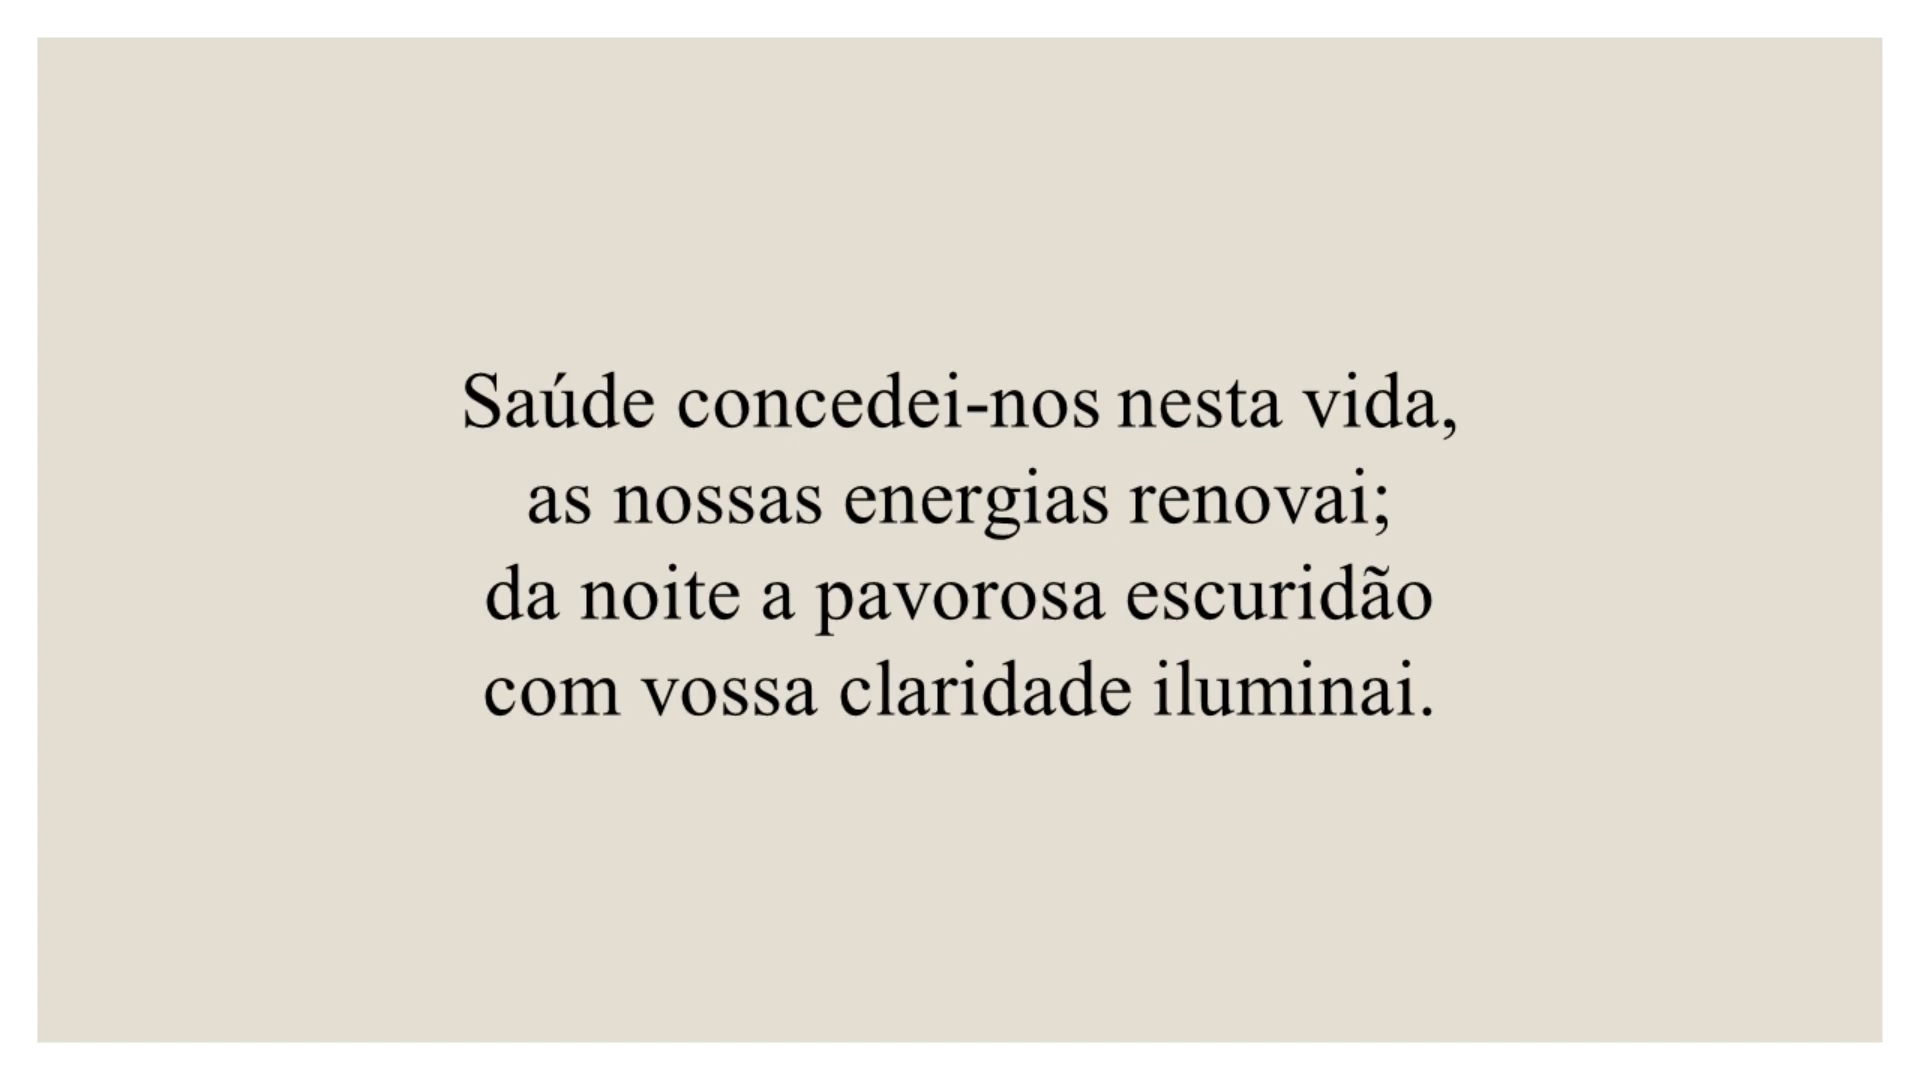 Saúde concedei-nos nesta vida,
as nossas energias renovai;
da noite a pavorosa escuridão
com vossa claridade iluminai.